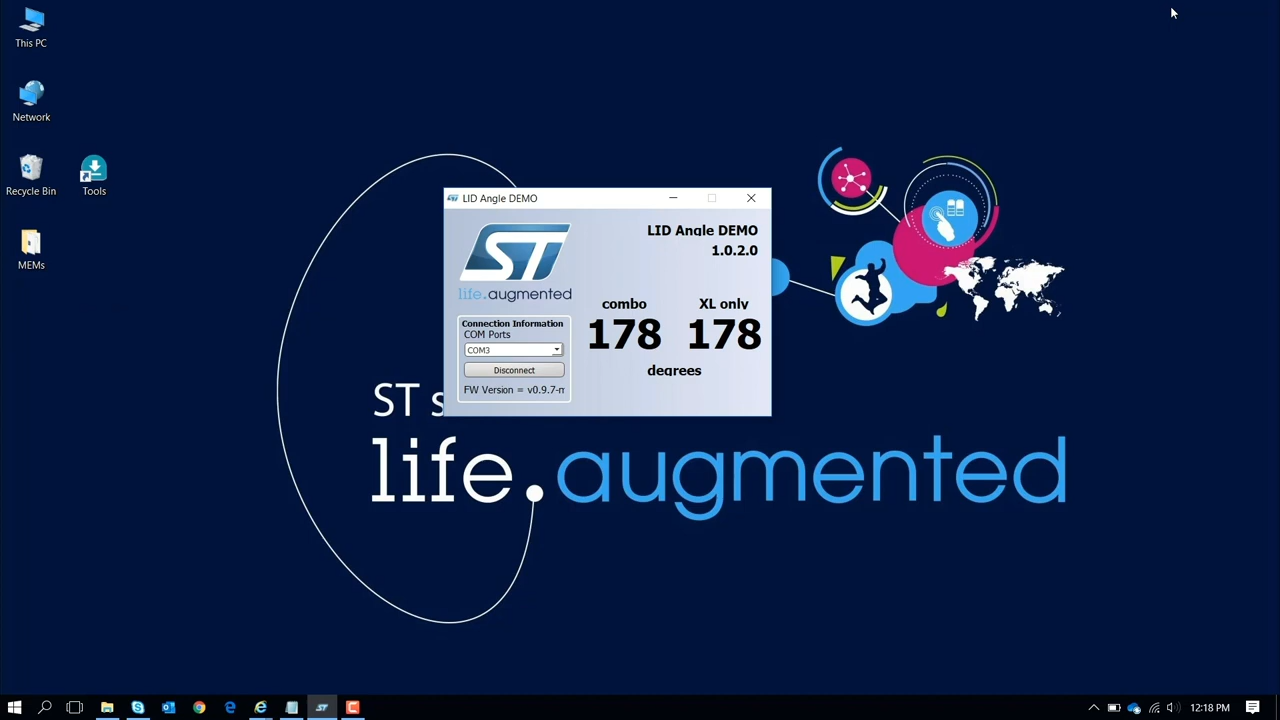 This PC
Network
Recycle Bin
Tools
MEMs
LID Angle DEMO
ST
life.augmented
LID Angle DEMO
1.0.2.0
combo
XL only
178
178
degrees
Connection Information
COM Ports
COM3
Disconnect
FW Version = v0.9.7-m
ST s
life.augmented
ST
12:18 PM